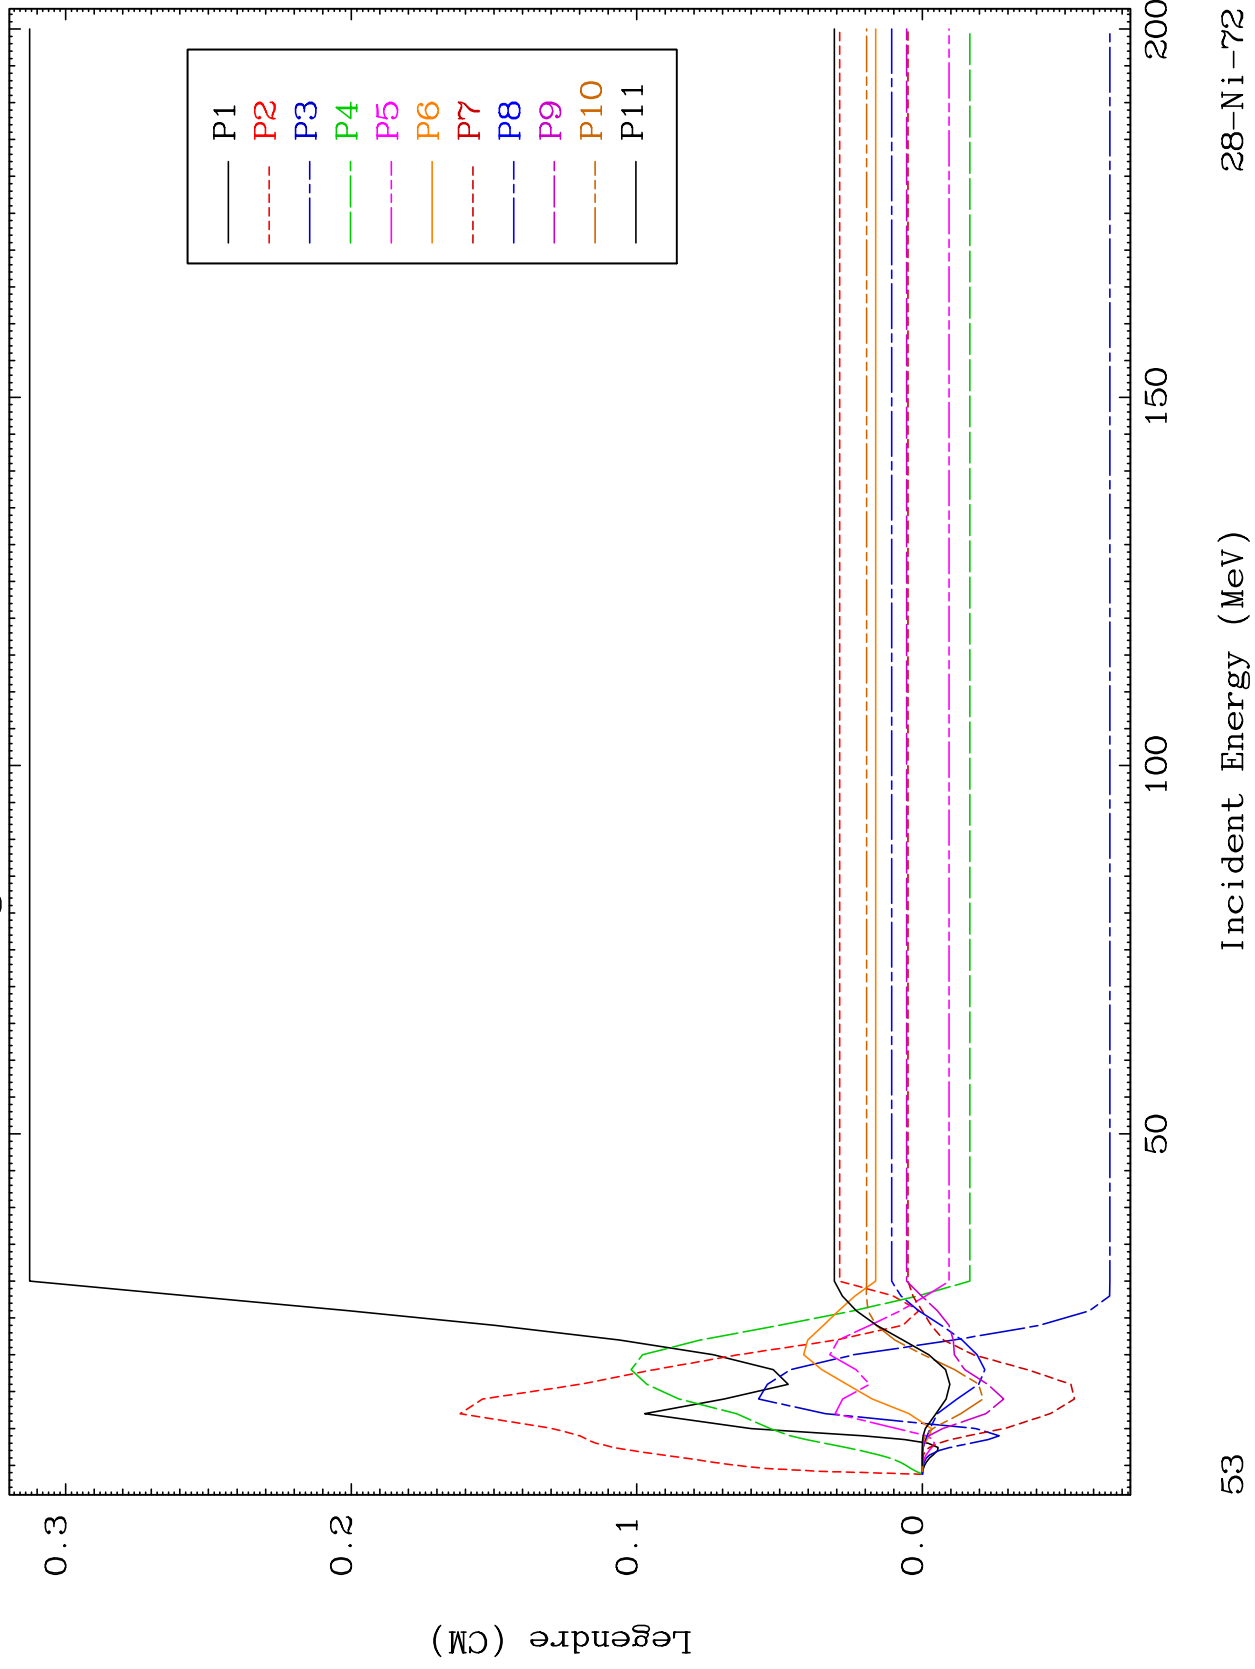 P1
P2
P3
P4
P5
P6
P7
P8
P9
P10
P11
0.3
0.2
0.1
0.0
50
100
150
200
Legendre (CM)
Incident Energy (MeV)
53
28-Ni-72